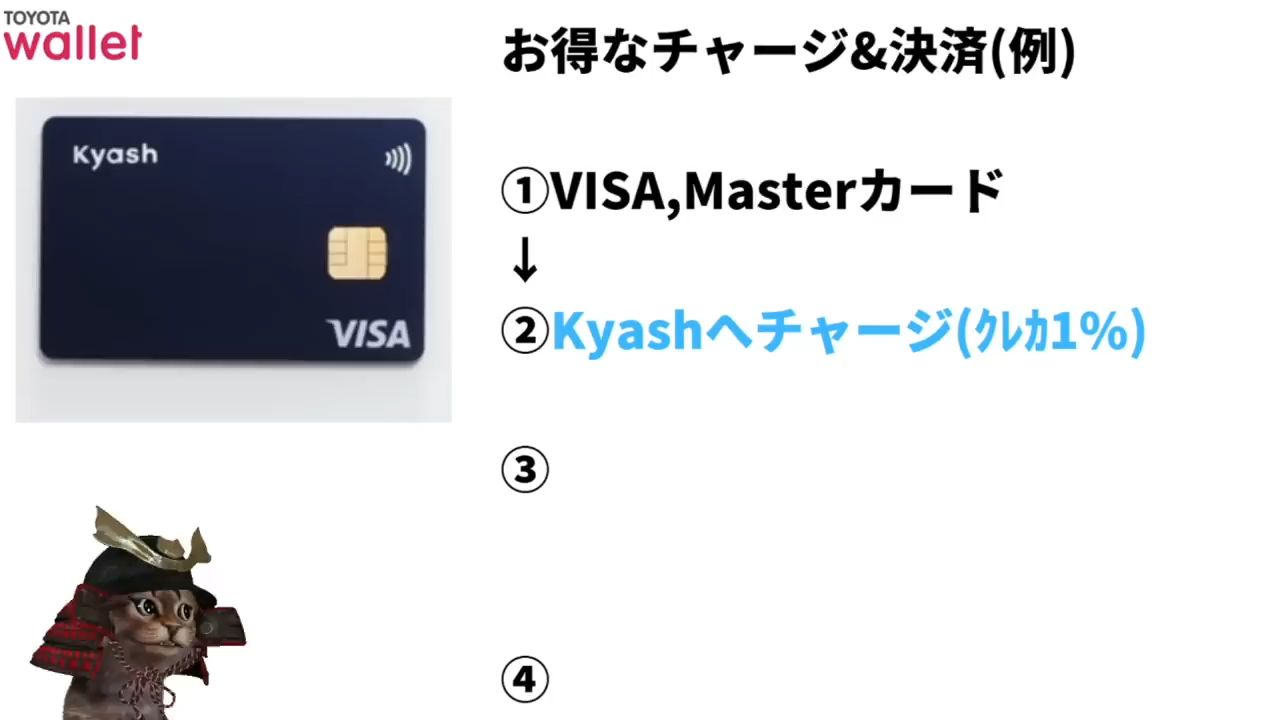 TOYOTA
wallet
お得なチャージ&決済(例)
Kyash
VISA
①VISA,Masterカード
↓
②Kyashへチャージ(ｸﾚｶ1%)
③
④